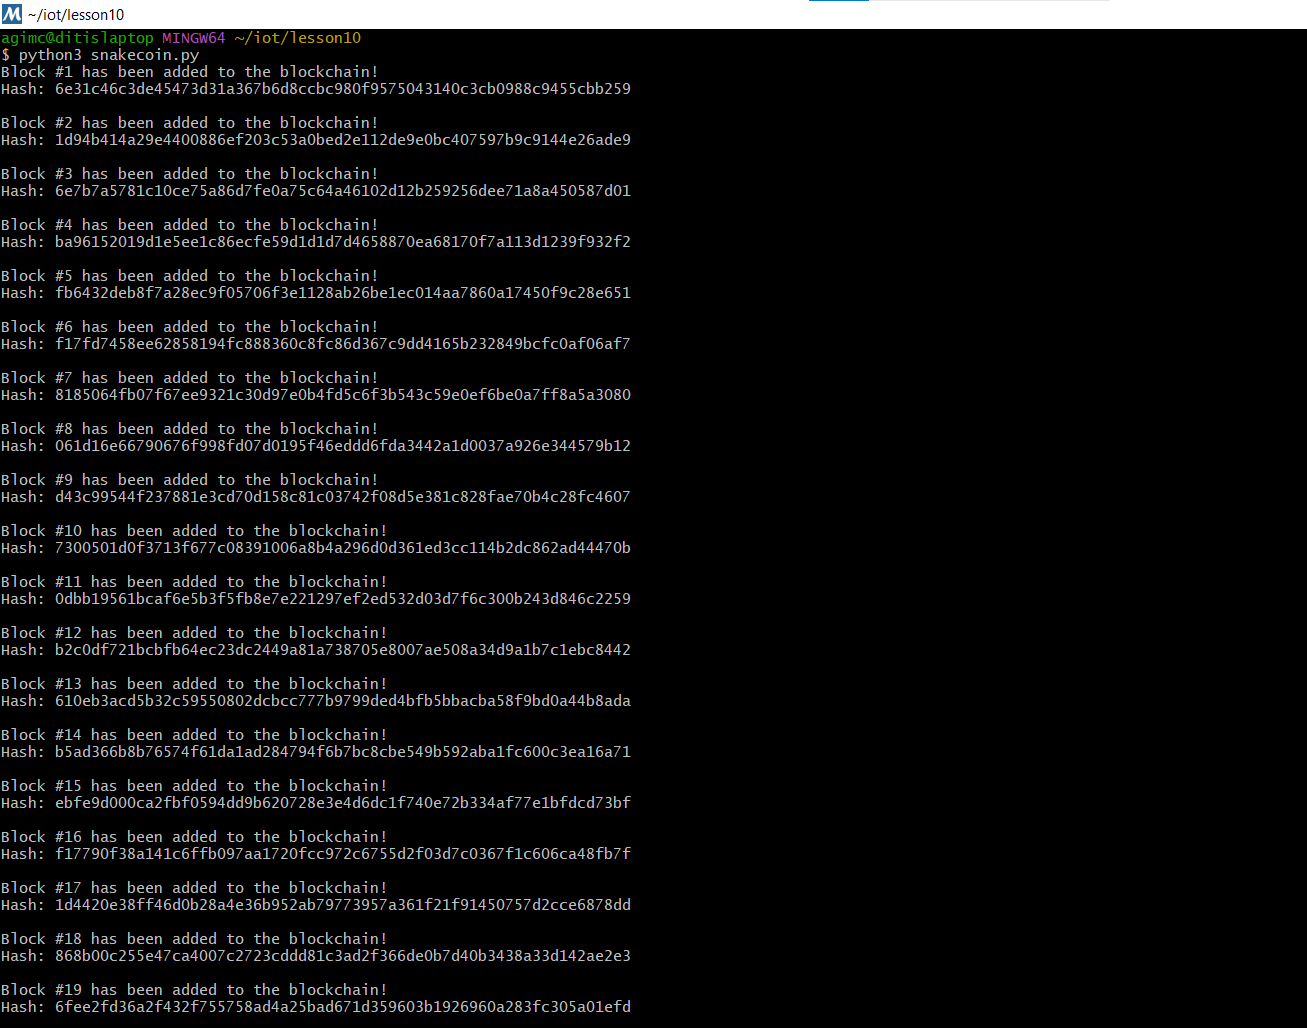 M ~/iot/lesson10
agimc@ditislaptop MINGW64 ~/iot/lesson10
$ python3 snakecoin.py
Block #1 has been added to the blockchain!
Hash: 6e31c46c3de45473d31a367b6d8ccbc980f9575043140c3cb0988c9455cbb259
Block #2 has been added to the blockchain!
Hash: 1d94b414a29e4400886ef203c53a0bed2e112de9e0bc407597b9c9144e26ade9
Block #3 has been added to the blockchain!
Hash: 6e7b7a5781c10ce75a86d7fe0a75c64a46102d12b259256dee71a8a450587d01
Block #4 has been added to the blockchain!
Hash: ba96152019d1e5ee1c86ecfe59d1d1d7d4658870ea68170f7a113d1239f932f2
Block #5 has been added to the blockchain!
Hash: fb6432deb8f7a28ec9f05706f3e1128ab26be1ec014aa7860a17450f9c28e651
Block #6 has been added to the blockchain!
Hash: f17fd7458ee62858194fc888360c8fc86d367c9dd4165b232849bcfc0af06af7
Block #7 has been added to the blockchain!
Hash: 8185064fb07f67ee9321c30d97e0b4fd5c6f3b543c59e0ef6be0a7ff8a5a3080
Block #8 has been added to the blockchain!
Hash: 061d16e66790676f998fd07d0195f46eddd6fda3442a1d0037a926e344579b12
Block #9 has been added to the blockchain!
Hash: d43c99544f237881e3cd70d158c81c03742f08d5e381c828fae70b4c28fc4607
Block #10 has been added to the blockchain!
Hash: 7300501d0f3713f677c08391006a8b4a296d0d361ed3cc114b2dc862ad44470b
Block #11 has been added to the blockchain!
Hash: 0dbb19561bcaf6e5b3f5fb8e7e221297ef2ed532d03d7f6c300b243d846c2259
Block #12 has been added to the blockchain!
Hash: b2c0df721bcbfb64ec23dc2449a81a738705e8007ae508a34d9a1b7c1ebc8442
Block #13 has been added to the blockchain!
Hash: 610eb3acd5b32c59550802dcbcc777b9799ded4bfb5bbacba58f9bd0a44b8ada
Block #14 has been added to the blockchain!
Hash: b5ad366b8b76574f61da1ad284794f6b7bc8cbe549b592aba1fc600c3ea16a71
Block #15 has been added to the blockchain!
Hash: ebfe9d000ca2fbf0594dd9b620728e3e4d6dc1f740e72b334af77e1bfdcd73bf
Block #16 has been added to the blockchain!
Hash: f17790f38a141c6ffb097aa1720fcc972c6755d2f03d7c0367f1c606ca48fb7f
Block #17 has been added to the blockchain!
Hash: 1d4420e38ff46d0b28a4e36b952ab79773957a361f21f91450757d2cce6878dd
Block #18 has been added to the blockchain!
Hash: 868b00c255e47ca4007c2723cddd81c3ad2f366de0b7d40b3438a33d142ae2e3
Block #19 has been added to the blockchain!
Hash: 6fee2fd36a2f432f755758ad4a25bad671d359603b1926960a283fc305a01efd